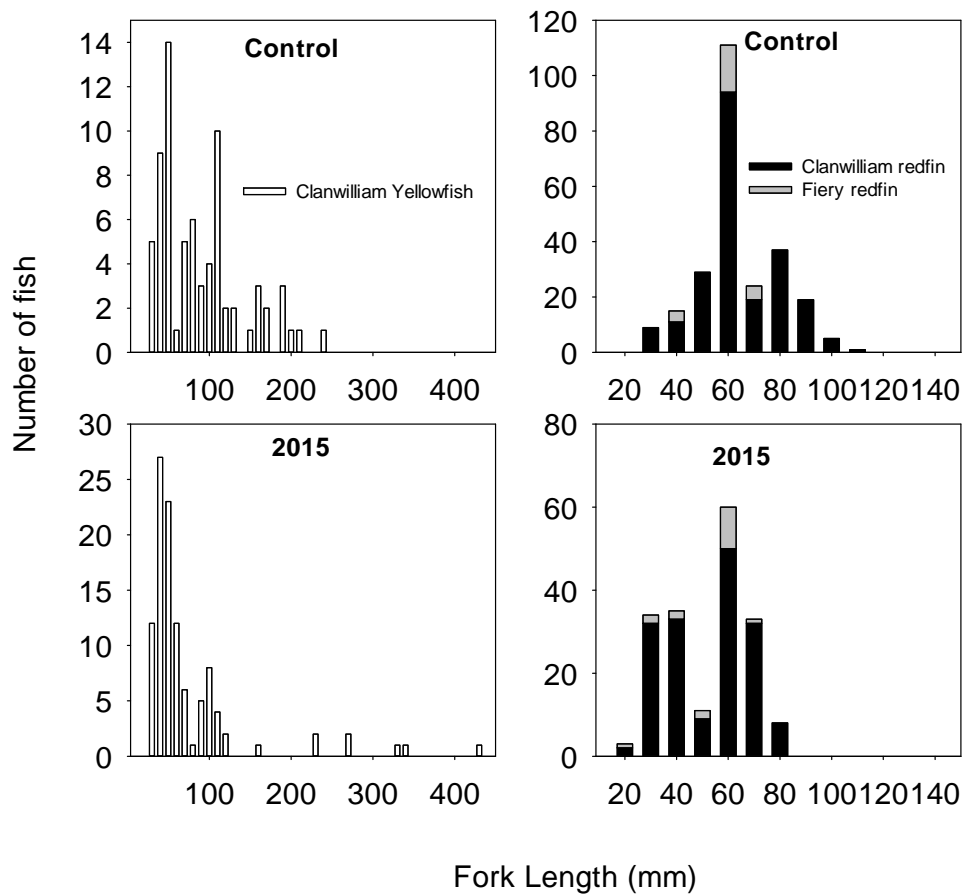 Control
Control
Clanwilliam Yellowfish
Clanwilliam redfin
Fiery redfin
14
12
10
8
6
4
2
0
100 200 300 400
120
100
80
60
40
20
0
20 40 60 80 100 120 140
Number of fish
2015
2015
30
25
20
15
10
5
0
100 200 300 400
80
60
40
20
0
20 40 60 80 100 120 140
Fork Length (mm)